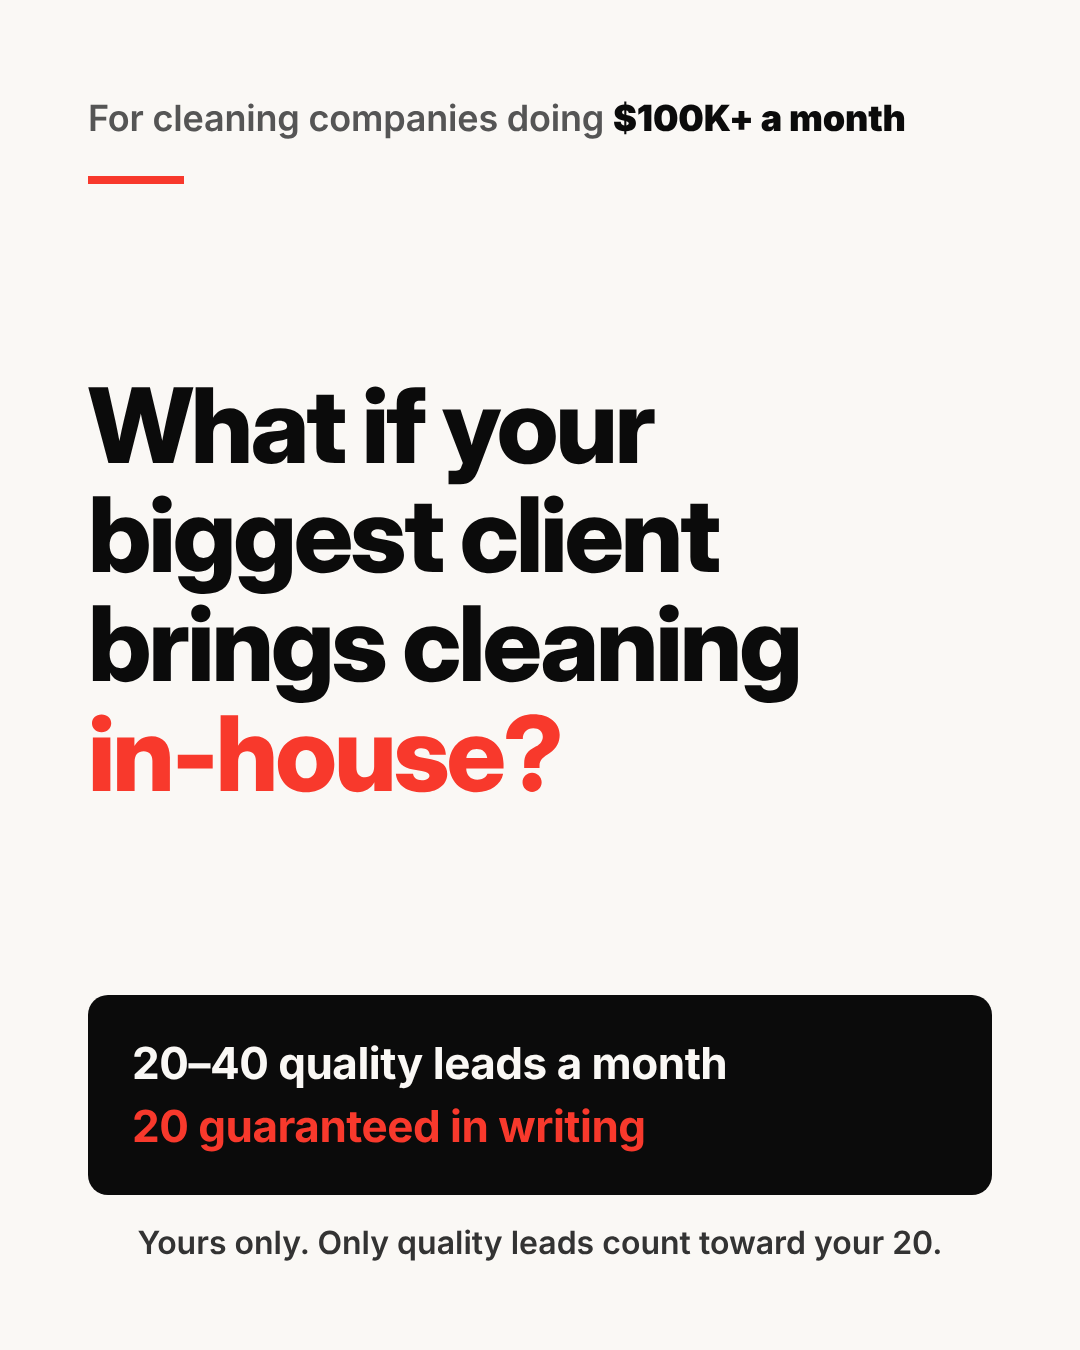 For cleaning companies doing $100K+ a month
What if your
biggest client
brings cleaning
in-house?
20–40 quality leads a month
20 guaranteed in writing
Yours only. Only quality leads count toward your 20.